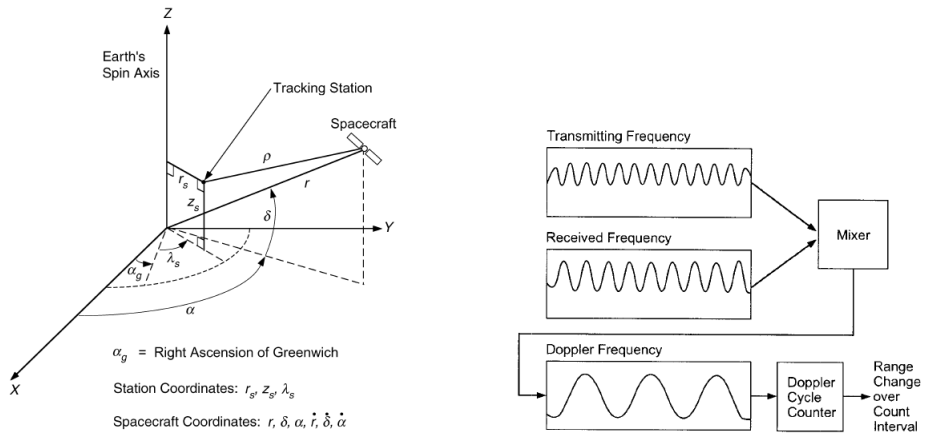 Z
Earth's
Spin Axis
Tracking Station
Spacecraft
ρ
r_s
r
z_s
δ
Y
λ_s
α_g
α
X
α_g = Right Ascension of Greenwich
Station Coordinates: r_s, z_s, λ_s
Spacecraft Coordinates: r, δ, α, ṙ, δ̇, α̇
Transmitting Frequency
Mixer
Received Frequency
Doppler Frequency
Doppler
Cycle
Counter
Range
Change
over
Count
Interval